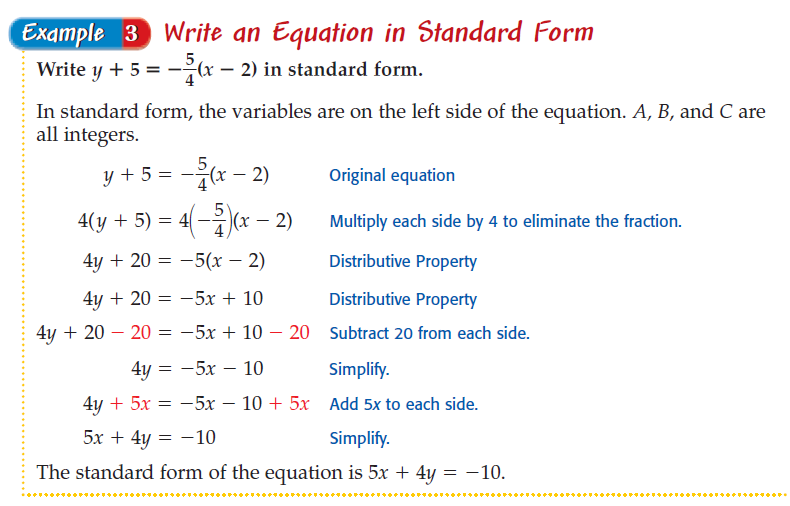 Example 3 Write an Equation in Standard Form
Write y + 5 = −5/4(x − 2) in standard form.
In standard form, the variables are on the left side of the equation. A, B, and C are
all integers.
y + 5 = −5/4(x − 2) Original equation
4(y + 5) = 4(−5/4)(x − 2) Multiply each side by 4 to eliminate the fraction.
4y + 20 = −5(x − 2) Distributive Property
4y + 20 = −5x + 10 Distributive Property
4y + 20 − 20 = −5x + 10 − 20 Subtract 20 from each side.
4y = −5x − 10 Simplify.
4y + 5x = −5x − 10 + 5x Add 5x to each side.
5x + 4y = −10 Simplify.
The standard form of the equation is 5x + 4y = −10.